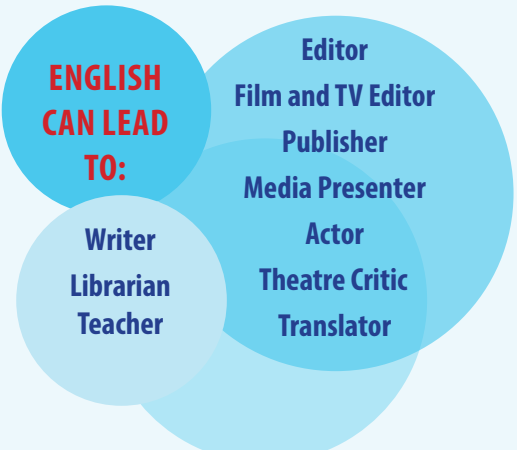 ENGLISH
CAN LEAD
TO:
Writer
Librarian
Teacher
Editor
Film and TV Editor
Publisher
Media Presenter
Actor
Theatre Critic
Translator